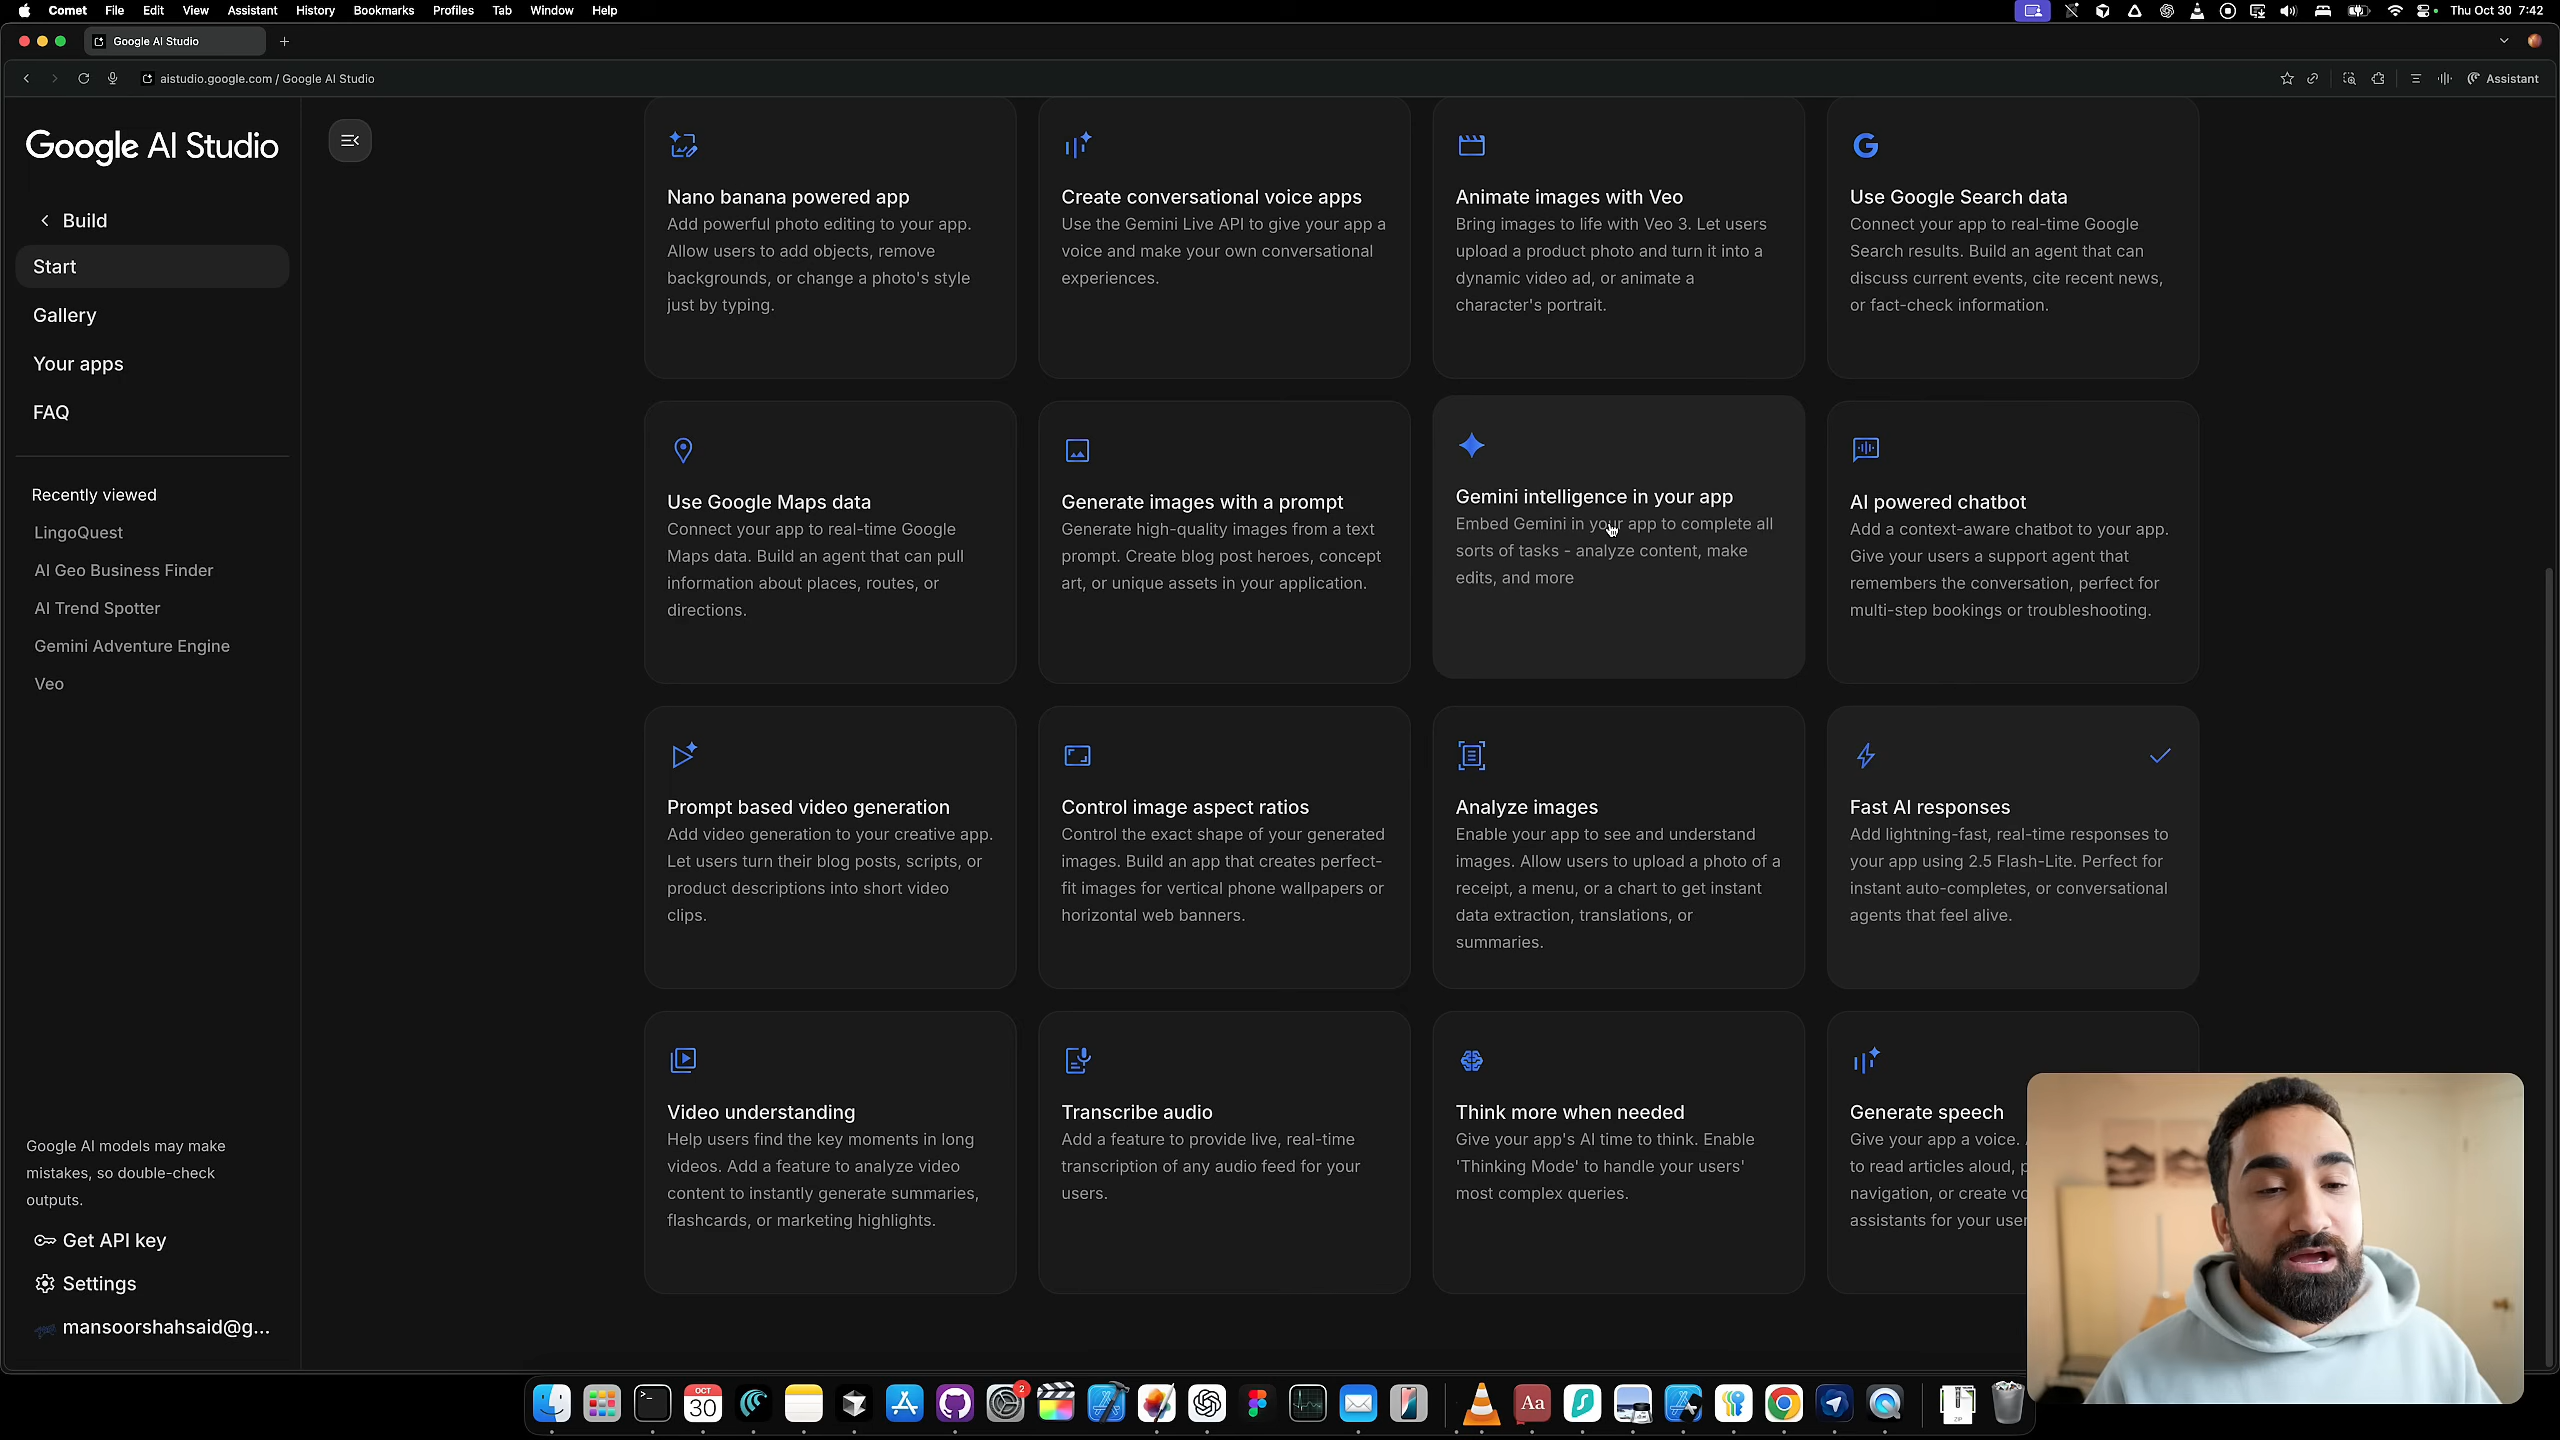 Comet File Edit View Assistant History Bookmarks Profiles Tab Window Help
Thu Oct 30 7:42
Google AI Studio
aistudio.google.com / Google AI Studio
Assistant
Google AI Studio
Build
Start
Gallery
Your apps
FAQ
Recently viewed
LingoQuest
AI Geo Business Finder
AI Trend Spotter
Gemini Adventure Engine
Veo
Google AI models may make
mistakes, so double-check
outputs.
Get API key
Settings
mansoorshahsaid@g...
Nano banana powered app
Add powerful photo editing to your app.
Allow users to add objects, remove
backgrounds, or change a photo's style
just by typing.
Create conversational voice apps
Use the Gemini Live API to give your app a
voice and make your own conversational
experiences.
Animate images with Veo
Bring images to life with Veo 3. Let users
upload a product photo and turn it into a
dynamic video ad, or animate a
character's portrait.
Use Google Search data
Connect your app to real-time Google
Search results. Build an agent that can
discuss current events, cite recent news,
or fact-check information.
Use Google Maps data
Connect your app to real-time Google
Maps data. Build an agent that can pull
information about places, routes, or
directions.
Generate images with a prompt
Generate high-quality images from a text
prompt. Create blog post heroes, concept
art, or unique assets in your application.
Gemini intelligence in your app
Embed Gemini in your app to complete all
sorts of tasks - analyze content, make
edits, and more
AI powered chatbot
Add a context-aware chatbot to your app.
Give your users a support agent that
remembers the conversation, perfect for
multi-step bookings or troubleshooting.
Prompt based video generation
Add video generation to your creative app.
Let users turn their blog posts, scripts, or
product descriptions into short video
clips.
Control image aspect ratios
Control the exact shape of your generated
images. Build an app that creates perfect-
fit images for vertical phone wallpapers or
horizontal web banners.
Analyze images
Enable your app to see and understand
images. Allow users to upload a photo of a
receipt, a menu, or a chart to get instant
data extraction, translations, or
summaries.
Fast AI responses
Add lightning-fast, real-time responses to
your app using 2.5 Flash-Lite. Perfect for
instant auto-completes, or conversational
agents that feel alive.
Video understanding
Help users find the key moments in long
videos. Add a feature to analyze video
content to instantly generate summaries,
flashcards, or marketing highlights.
Transcribe audio
Add a feature to provide live, real-time
transcription of any audio feed for your
users.
Think more when needed
Give your app's AI time to think. Enable
'Thinking Mode' to handle your users'
most complex queries.
Generate speech
Give your app a voice.
to read articles aloud,
navigation, or create
assistants for your
OCT
30
2
Aa
ZIP